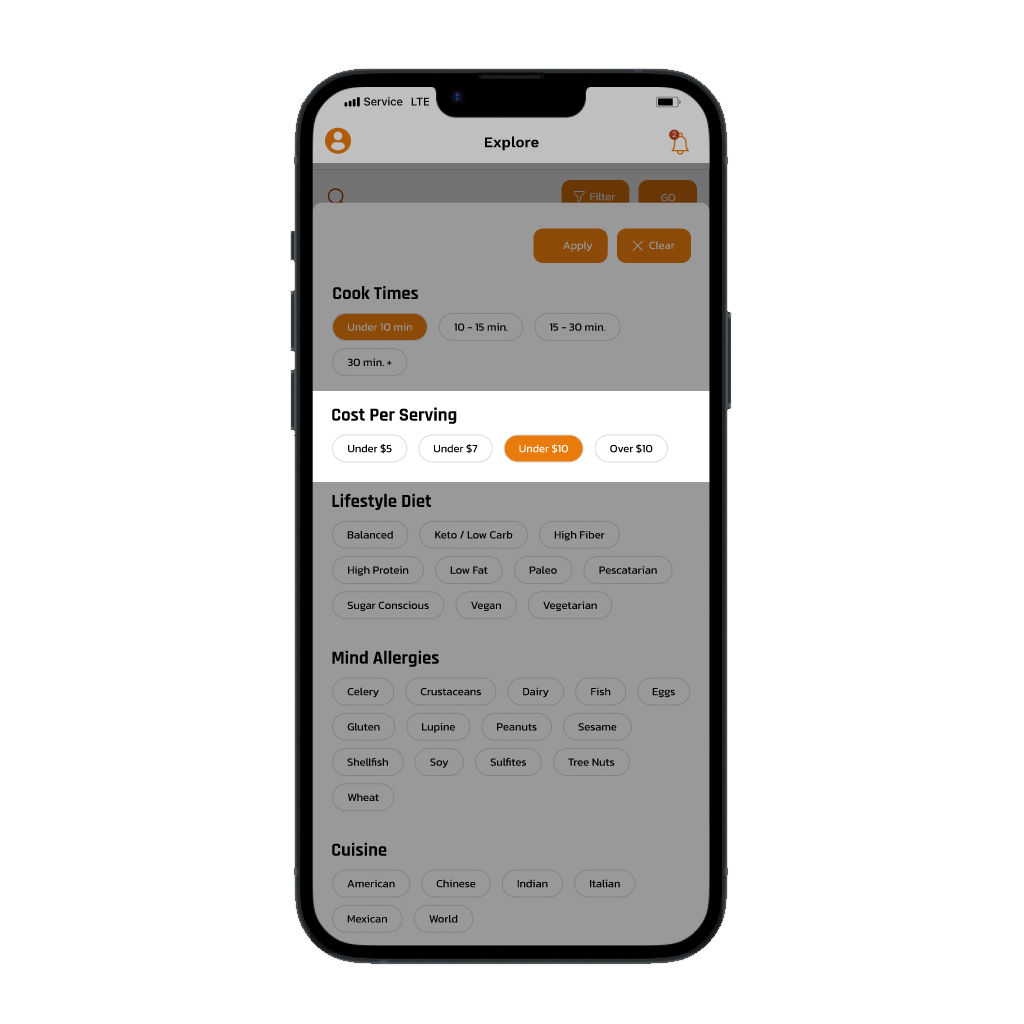 Service LTE
Explore
2
Filter GO
Apply Clear
Cook Times
Under 10 min 10 - 15 min. 15 - 30 min.
30 min. +
Cost Per Serving
Under $5 Under $7 Under $10 Over $10
Lifestyle Diet
Balanced Keto / Low Carb High Fiber
High Protein Low Fat Paleo Pescatarian
Sugar Conscious Vegan Vegetarian
Mind Allergies
Celery Crustaceans Dairy Fish Eggs
Gluten Lupine Peanuts Sesame
Shellfish Soy Sulfites Tree Nuts
Wheat
Cuisine
American Chinese Indian Italian
Mexican World